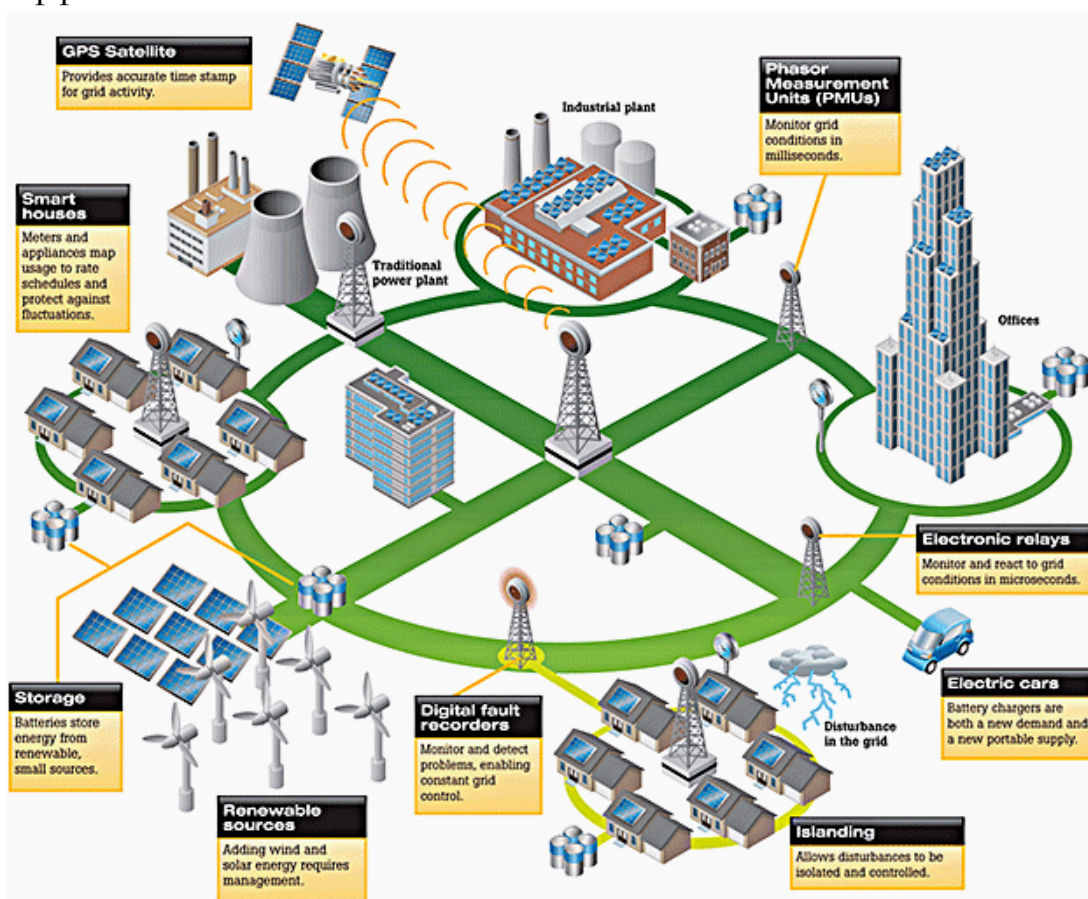 GPS Satellite
Provides accurate time stamp
for grid activity.
Industrial plant
Phasor
Measurement
Units (PMUs)
Monitor grid
conditions in
milliseconds.
Smart
houses
Meters and
appliances map
usage to rate
schedules and
protect against
fluctuations.
Traditional
power plant
Offices
Electronic relays
Monitor and react to grid
conditions in microseconds.
Storage
Batteries store
energy from
renewable,
small sources.
Digital fault
recorders
Monitor and detect
problems, enabling
constant grid
control.
Disturbance
in the grid
Electric cars
Battery chargers are
both a new demand and
a new portable supply.
Renewable
sources
Adding wind and
solar energy requires
management.
Islanding
Allows disturbances to be
isolated and controlled.